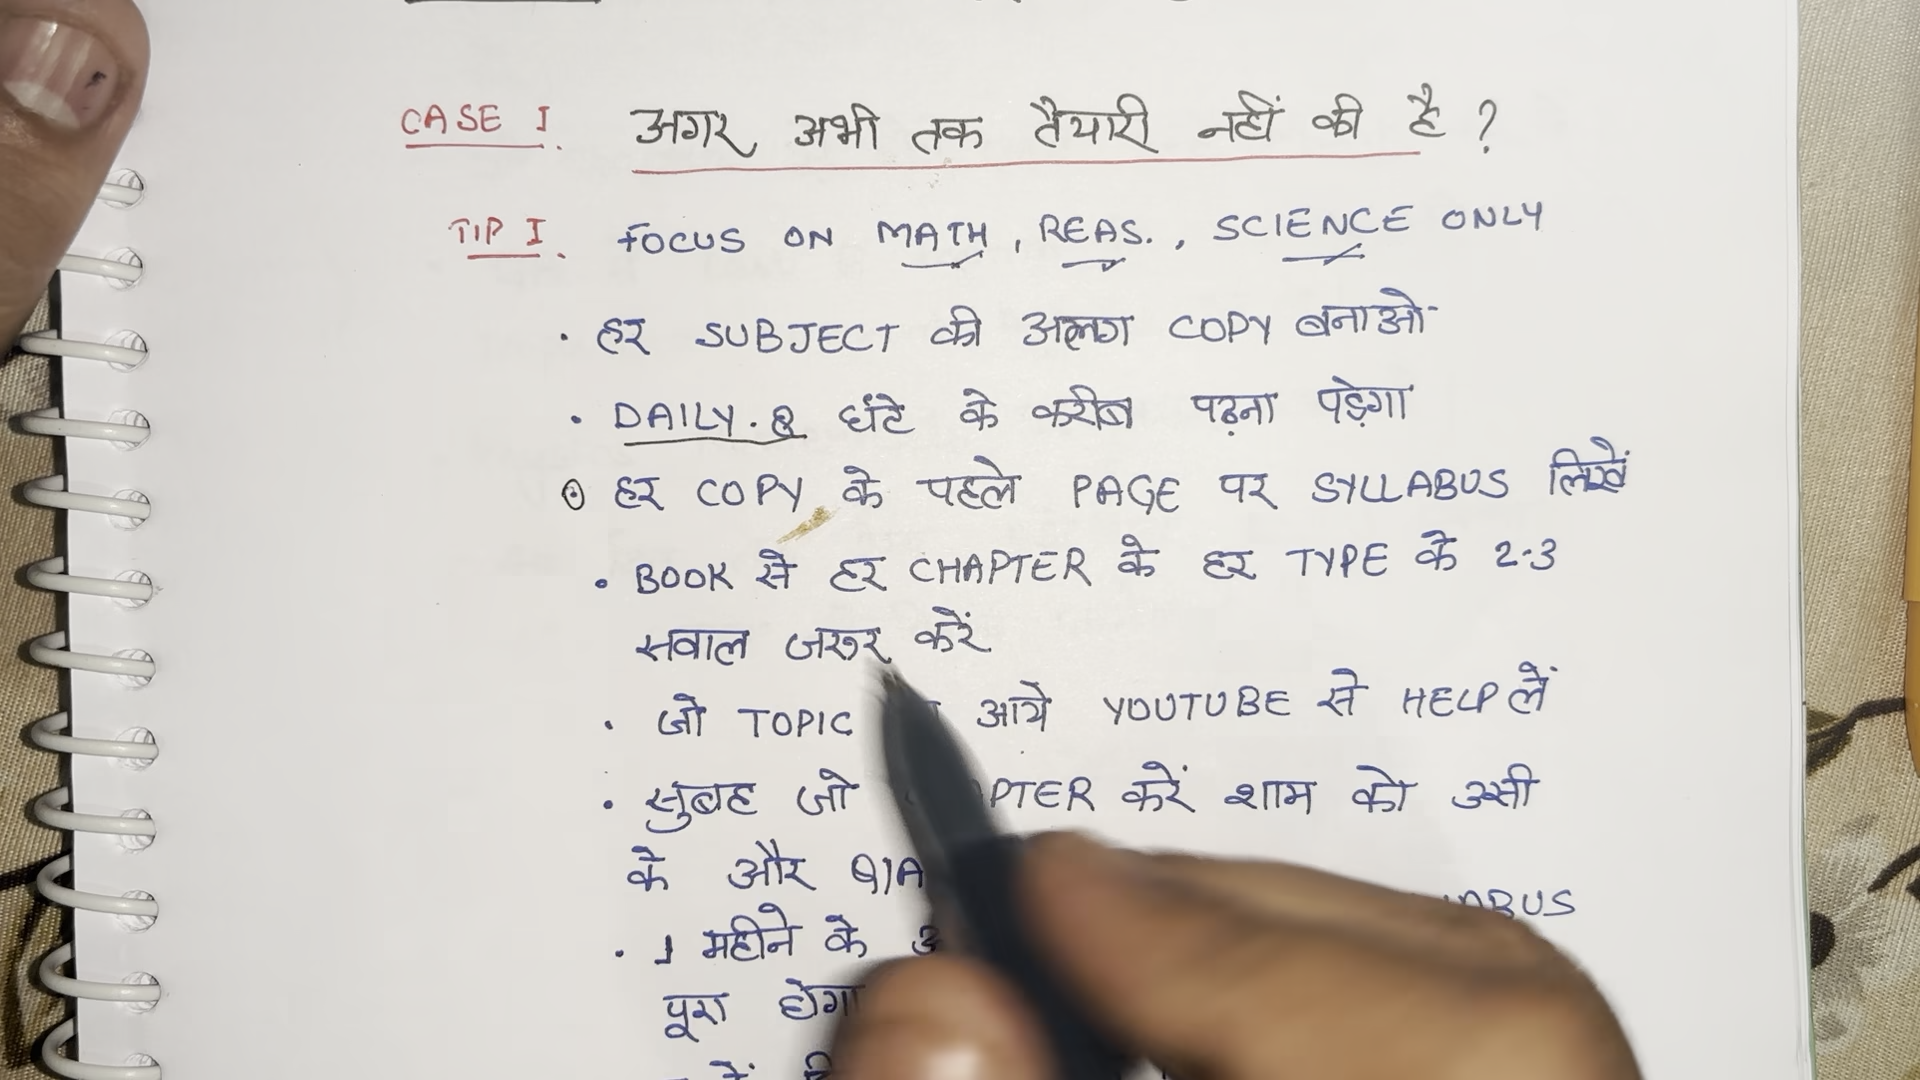 CASE I. अगर अभी तक तैयारी नहीं की है ?
TIP I. FOCUS ON MATH, REAS., SCIENCE ONLY
• हर SUBJECT की अलग COPY बनाओ
• DAILY. 8 घंटे के करीब पढ़ना पड़ेगा
हर COPY के पहले PAGE पर SYLLABUS लिखें
• BOOK से हर CHAPTER के हर TYPE के 2-3
सवाल जरूर करें
• जो TOPIC आये YOUTUBE से HELP लें
• सुबह जो PTER करें शाम को उसी
के और
• 1 महीने के
पूरा होगा